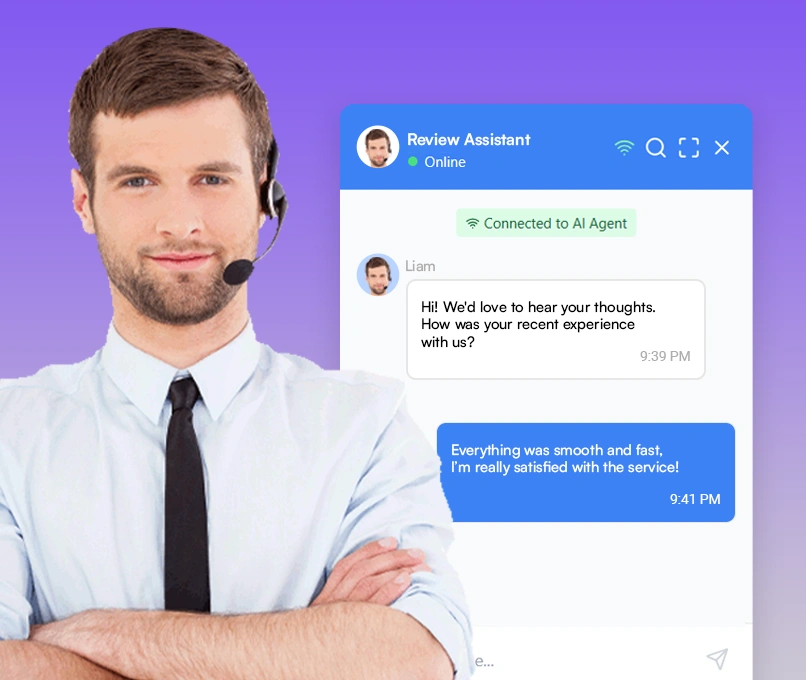 Review Assistant
Online
Connected to AI Agent
Liam
Hi! We'd love to hear your thoughts.
How was your recent experience
with us?
9:39 PM
Everything was smooth and fast,
I'm really satisfied with the service!
9:41 PM
e...